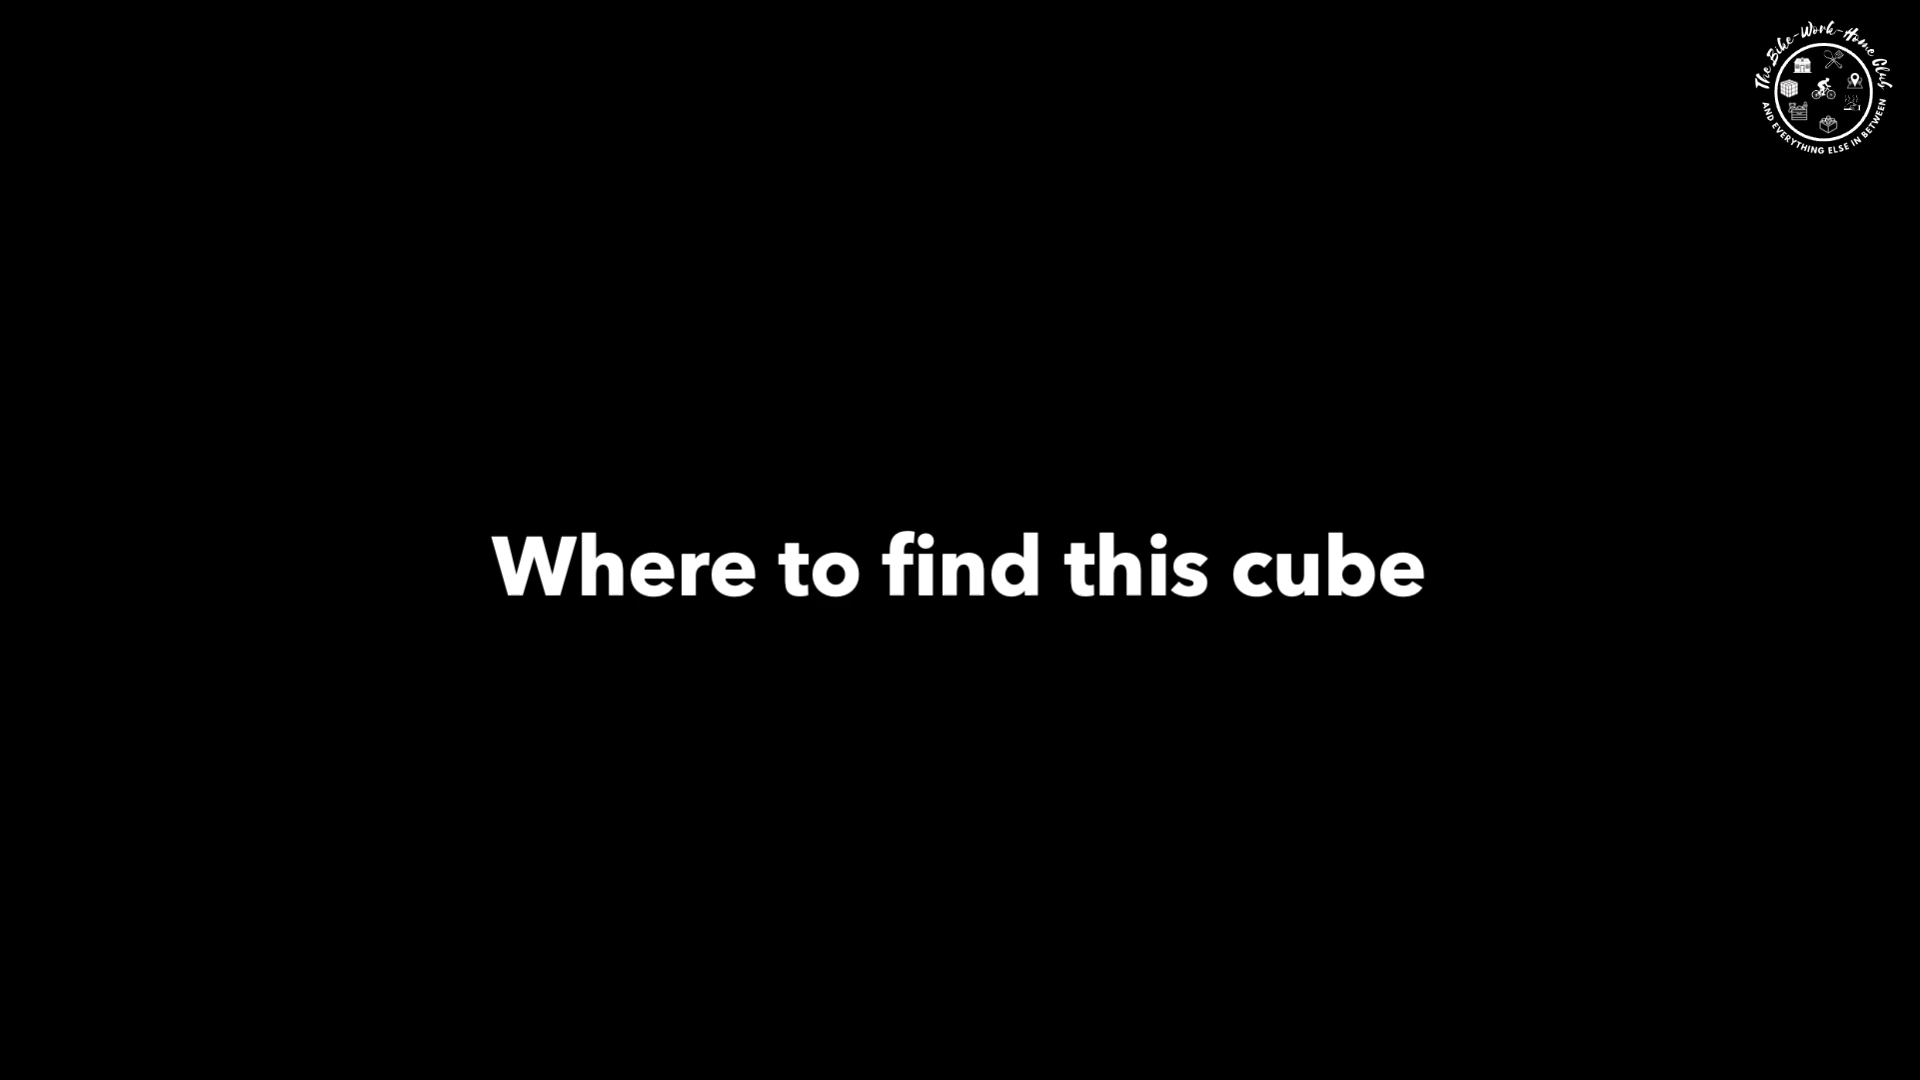 The Bike-Work-Home Club
AND EVERYTHING ELSE IN BETWEEN
Where to find this cube